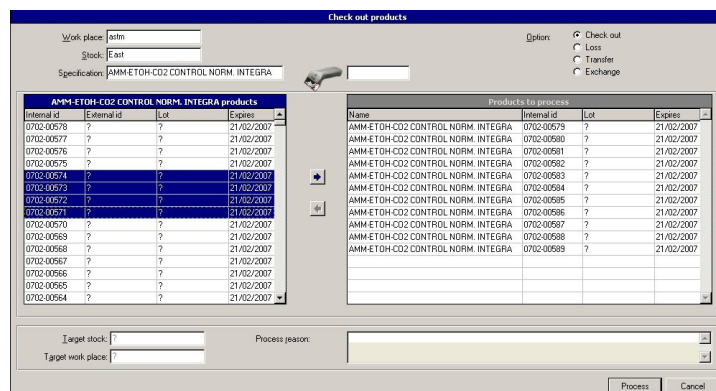 Check out products
Work place: astm
Stock: East
Specification: AMM-ETOH-CO2 CONTROL NORM. INTEGRA
Option: Check out
Loss
Transfer
Exchange
AMM-ETOH-CO2 CONTROL NORM. INTEGRA products
Internal id External id Lot Expires
0702-00578 ? ? 21/02/2007
0702-00577 ? ? 21/02/2007
0702-00576 ? ? 21/02/2007
0702-00575 ? ? 21/02/2007
0702-00574 ? ? 21/02/2007
0702-00573 ? ? 21/02/2007
0702-00572 ? ? 21/02/2007
0702-00571 ? ? 21/02/2007
0702-00570 ? ? 21/02/2007
0702-00569 ? ? 21/02/2007
0702-00568 ? ? 21/02/2007
0702-00567 ? ? 21/02/2007
0702-00566 ? ? 21/02/2007
0702-00565 ? ? 21/02/2007
0702-00564 ? ? 21/02/2007
Products to process
Name Internal id Lot Expires
AMM-ETOH-CO2 CONTROL NORM. INTEGRA 0702-00579 ? 21/02/2007
AMM-ETOH-CO2 CONTROL NORM. INTEGRA 0702-00580 ? 21/02/2007
AMM-ETOH-CO2 CONTROL NORM. INTEGRA 0702-00581 ? 21/02/2007
AMM-ETOH-CO2 CONTROL NORM. INTEGRA 0702-00582 ? 21/02/2007
AMM-ETOH-CO2 CONTROL NORM. INTEGRA 0702-00583 ? 21/02/2007
AMM-ETOH-CO2 CONTROL NORM. INTEGRA 0702-00584 ? 21/02/2007
AMM-ETOH-CO2 CONTROL NORM. INTEGRA 0702-00585 ? 21/02/2007
AMM-ETOH-CO2 CONTROL NORM. INTEGRA 0702-00586 ? 21/02/2007
AMM-ETOH-CO2 CONTROL NORM. INTEGRA 0702-00587 ? 21/02/2007
AMM-ETOH-CO2 CONTROL NORM. INTEGRA 0702-00588 ? 21/02/2007
AMM-ETOH-CO2 CONTROL NORM. INTEGRA 0702-00589 ? 21/02/2007
Target stock: ?
Target work place: ?
Process reason:
Process Cancel